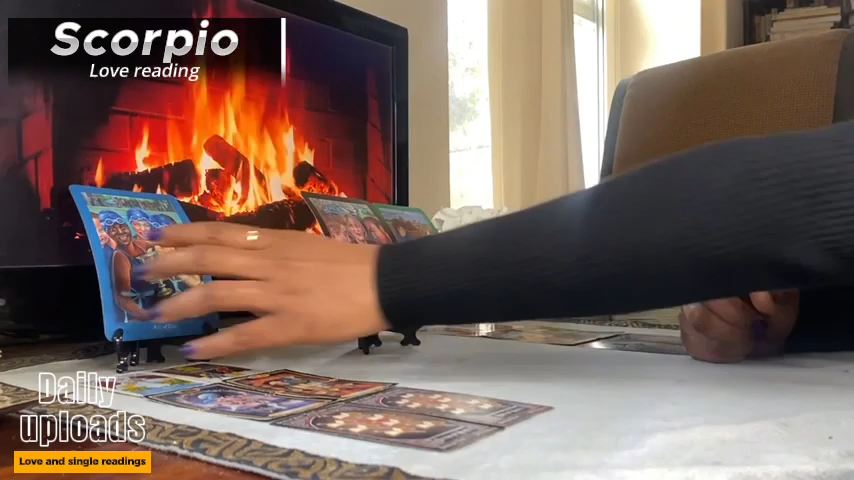 Scorpio
Love reading
Daily
uploads
Love and single readings